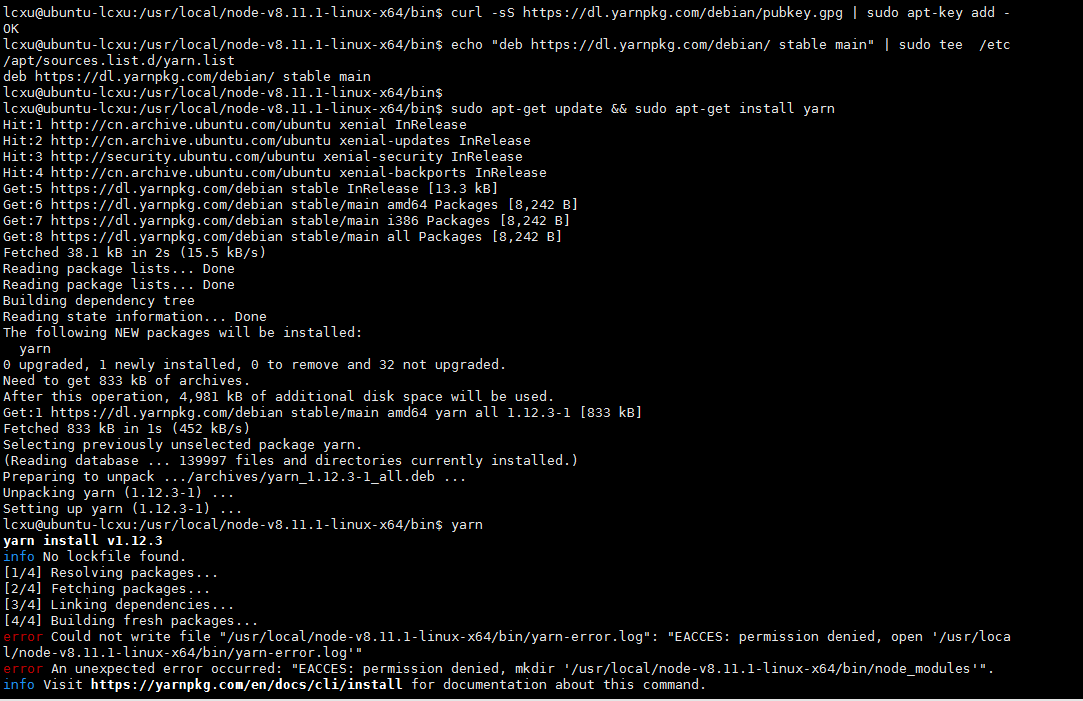 lcxu@ubuntu-lcxu:/usr/local/node-v8.11.1-linux-x64/bin$ curl -sS https://dl.yarnpkg.com/debian/pubkey.gpg | sudo apt-key add -
OK
lcxu@ubuntu-lcxu:/usr/local/node-v8.11.1-linux-x64/bin$ echo "deb https://dl.yarnpkg.com/debian/ stable main" | sudo tee  /etc
/apt/sources.list.d/yarn.list
deb https://dl.yarnpkg.com/debian/ stable main
lcxu@ubuntu-lcxu:/usr/local/node-v8.11.1-linux-x64/bin$
lcxu@ubuntu-lcxu:/usr/local/node-v8.11.1-linux-x64/bin$ sudo apt-get update && sudo apt-get install yarn
Hit:1 http://cn.archive.ubuntu.com/ubuntu xenial InRelease
Hit:2 http://cn.archive.ubuntu.com/ubuntu xenial-updates InRelease
Hit:3 http://security.ubuntu.com/ubuntu xenial-security InRelease
Hit:4 http://cn.archive.ubuntu.com/ubuntu xenial-backports InRelease
Get:5 https://dl.yarnpkg.com/debian stable InRelease [13.3 kB]
Get:6 https://dl.yarnpkg.com/debian stable/main amd64 Packages [8,242 B]
Get:7 https://dl.yarnpkg.com/debian stable/main i386 Packages [8,242 B]
Get:8 https://dl.yarnpkg.com/debian stable/main all Packages [8,242 B]
Fetched 38.1 kB in 2s (15.5 kB/s)
Reading package lists... Done
Reading package lists... Done
Building dependency tree
Reading state information... Done
The following NEW packages will be installed:
  yarn
0 upgraded, 1 newly installed, 0 to remove and 32 not upgraded.
Need to get 833 kB of archives.
After this operation, 4,981 kB of additional disk space will be used.
Get:1 https://dl.yarnpkg.com/debian stable/main amd64 yarn all 1.12.3-1 [833 kB]
Fetched 833 kB in 1s (452 kB/s)
Selecting previously unselected package yarn.
(Reading database ... 139997 files and directories currently installed.)
Preparing to unpack .../archives/yarn_1.12.3-1_all.deb ...
Unpacking yarn (1.12.3-1) ...
Setting up yarn (1.12.3-1) ...
lcxu@ubuntu-lcxu:/usr/local/node-v8.11.1-linux-x64/bin$ yarn
yarn install v1.12.3
info No lockfile found.
[1/4] Resolving packages...
[2/4] Fetching packages...
[3/4] Linking dependencies...
[4/4] Building fresh packages...
error Could not write file "/usr/local/node-v8.11.1-linux-x64/bin/yarn-error.log": "EACCES: permission denied, open '/usr/loca
l/node-v8.11.1-linux-x64/bin/yarn-error.log'"
error An unexpected error occurred: "EACCES: permission denied, mkdir '/usr/local/node-v8.11.1-linux-x64/bin/node_modules'".
info Visit https://yarnpkg.com/en/docs/cli/install for documentation about this command.